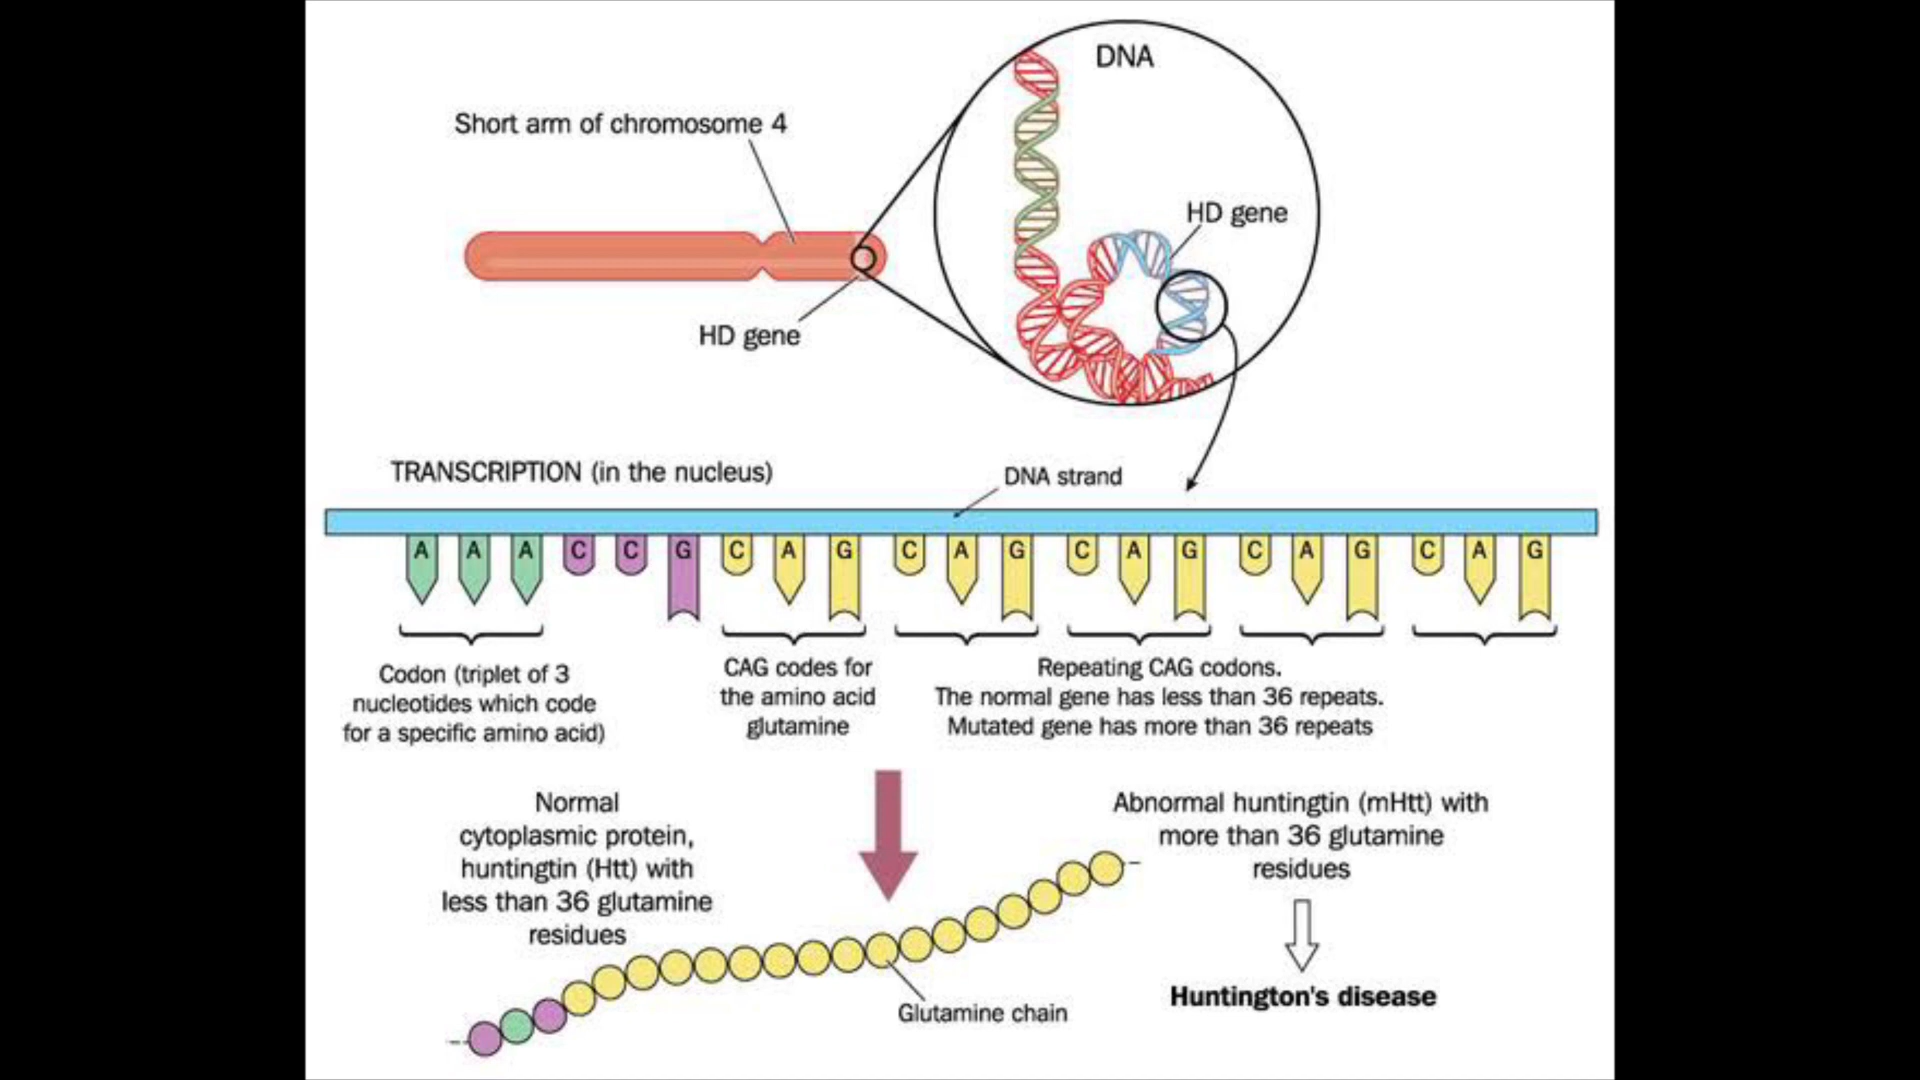 DNA
Short arm of chromosome 4
HD gene
HD gene
TRANSCRIPTION (in the nucleus)
DNA strand
A A A C C G C A G C A G C A G C A G C A G
Codon (triplet of 3
nucleotides which code
for a specific amino acid)
CAG codes for
the amino acid
glutamine
Repeating CAG codons.
The normal gene has less than 36 repeats.
Mutated gene has more than 36 repeats
Normal
cytoplasmic protein,
huntingtin (Htt) with
less than 36 glutamine
residues
Abnormal huntingtin (mHtt) with
more than 36 glutamine
residues
Glutamine chain
Huntington's disease